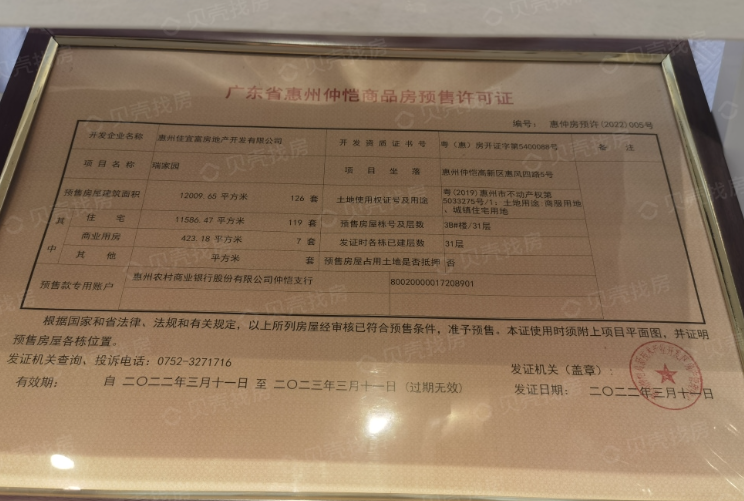 广东省惠州仲恺商品房预售许可证
编号： 惠仲房预许(2022)005号
开发企业名称 惠州佳宜富房地产开发有限公司 开发资质证书号 粤（惠）房开证字第5400088号 备 注
项目名称 瑞家园 项目坐落 惠州仲恺高新区惠风四路5号
预售房屋建筑面积 12009.65 平方米 126 套 土地使用权证号及用途 粤(2019)惠州市不动产权第5033275号/1；土地用途:商服用地、城镇住宅用地
其中 住宅 11586.47 平方米 119 套 预售房屋栋号及层数 3B#楼/31层
商业用房 423.18 平方米 7 套 发证时各栋已建层数 31层
其他 平方米 套 预售房屋占用土地是否抵押 否
预售款专用账户 惠州农村商业银行股份有限公司仲恺支行 80020000017208901
根据国家和省法律、法规和有关规定，以上所列房屋经审核已符合预售条件，准予预售。本证使用时须附上项目平面图，并证明
预售房屋各栋位置。
发证机关查询、投诉电话：0752-3271716
发证机关（盖章）：
有效期： 自 二〇二二年三月十一日 至 二〇二三年三月十一日（过期无效）
发证日期： 二〇二二年三月十一日
贝壳找房